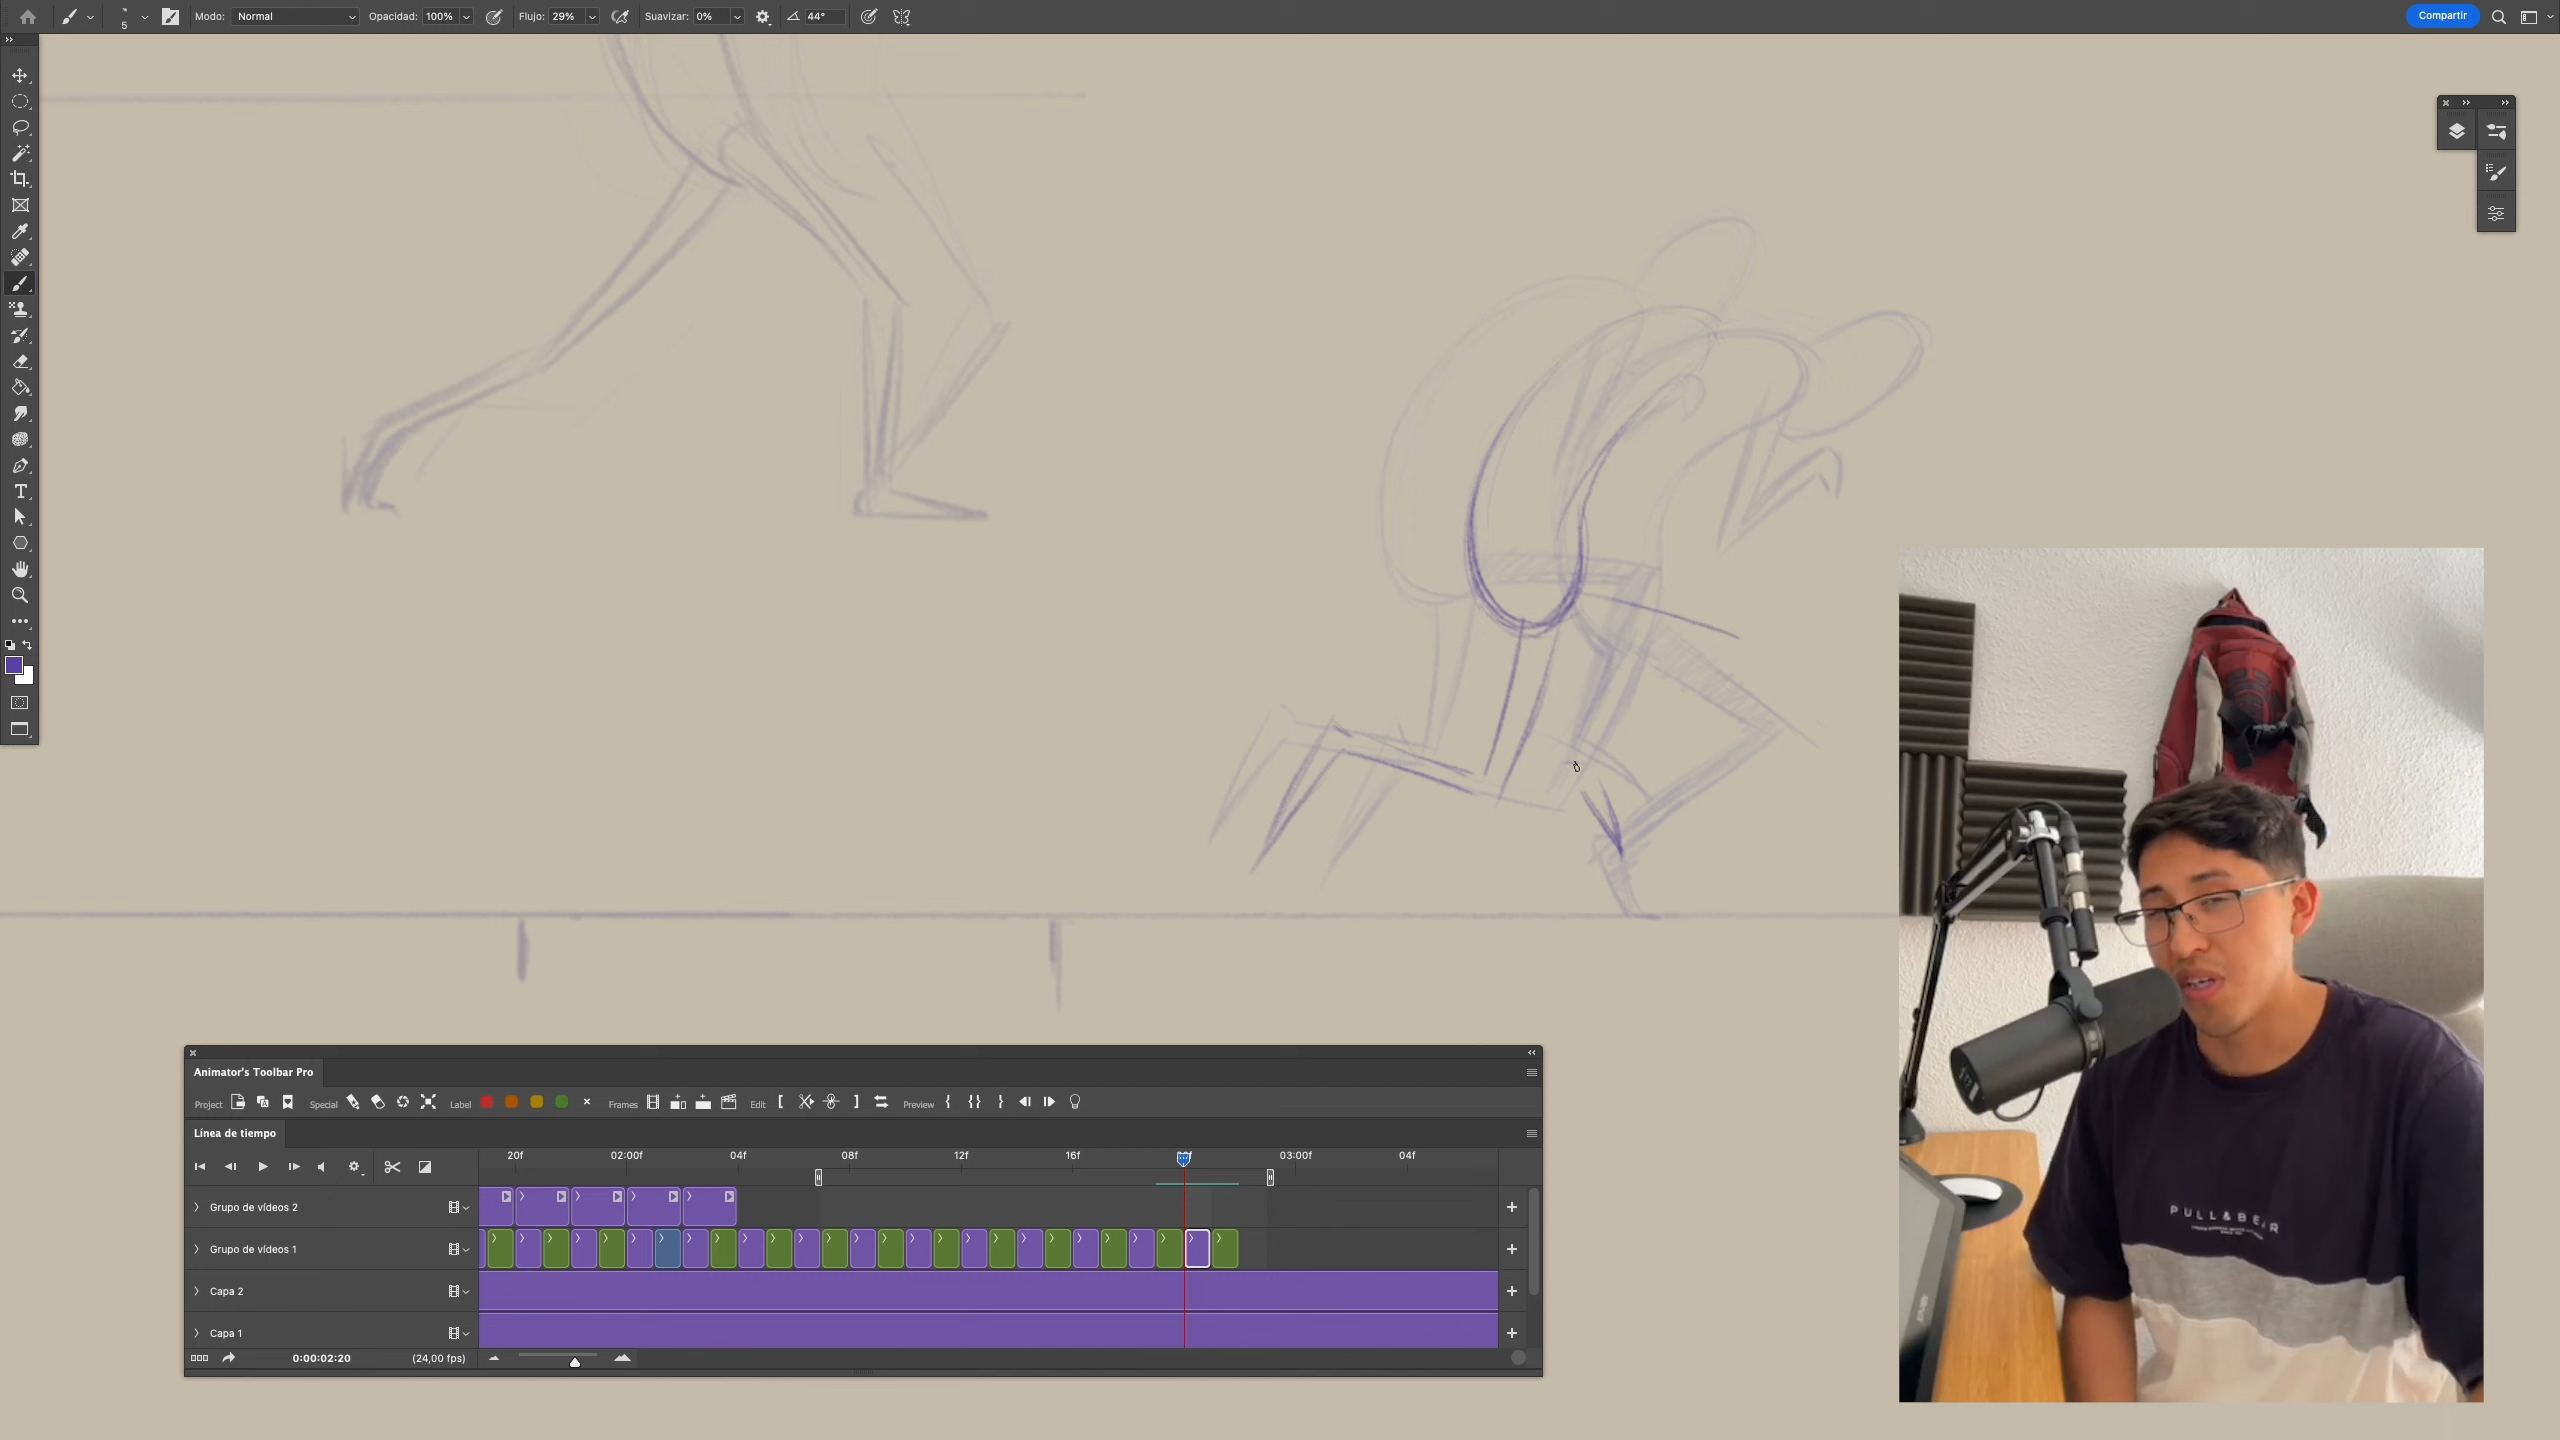 5 Modo: Normal Opacidad: 100% Flujo: 29% Suavizar: 0% 44° Compartir
PULL&BEAR
Animator's Toolbar Pro
Project Special Label Frames Edit Preview
Línea de tiempo
20f 02:00f 04f 08f 12f 16f 03:00f 04f
Grupo de vídeos 2
Grupo de vídeos 1
Capa 2
Capa 1
0:00:02:20 (24,00 fps)